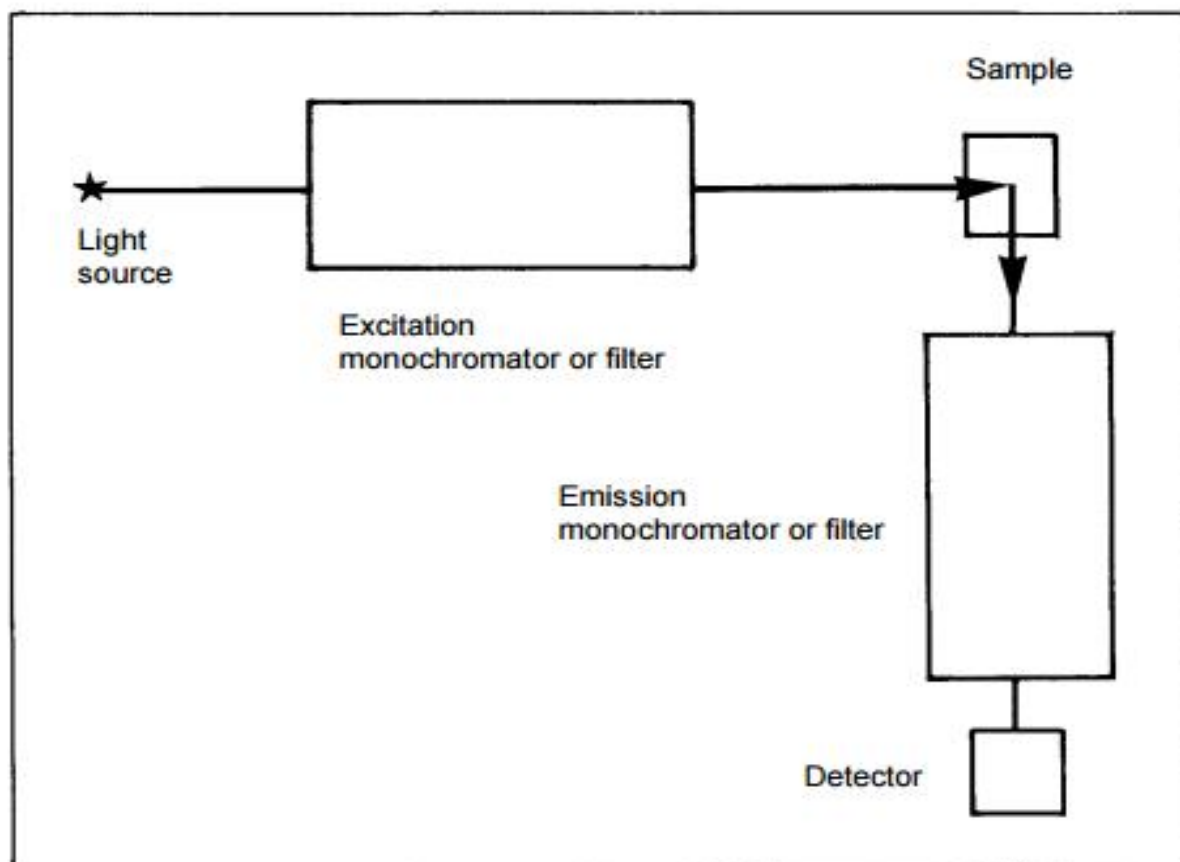 Sample
Light
source
Excitation
monochromator or filter
Emission
monochromator or filter
Detector